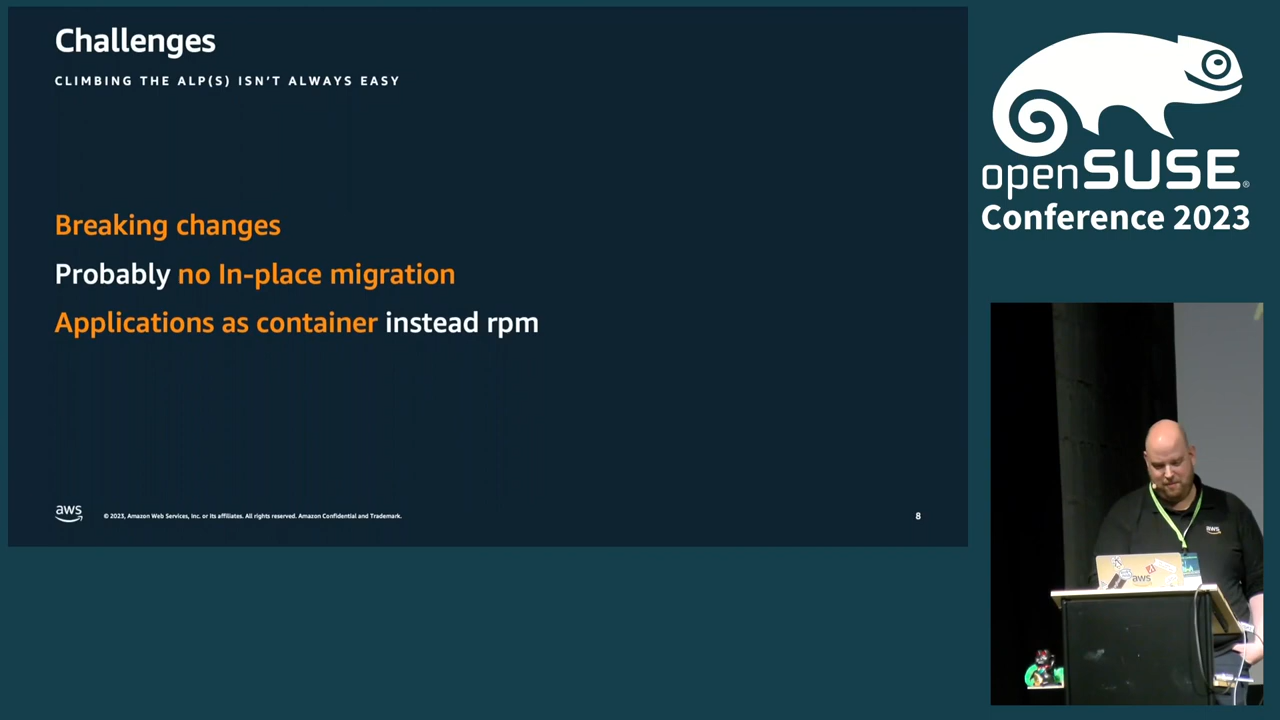 Challenges
CLIMBING THE ALP(S) ISN'T ALWAYS EASY
Breaking changes
Probably no In-place migration
Applications as container instead rpm
aws
© 2023, Amazon Web Services, Inc. or its affiliates. All rights reserved. Amazon Confidential and Trademark.
8
openSUSE®
Conference 2023
aws
aws